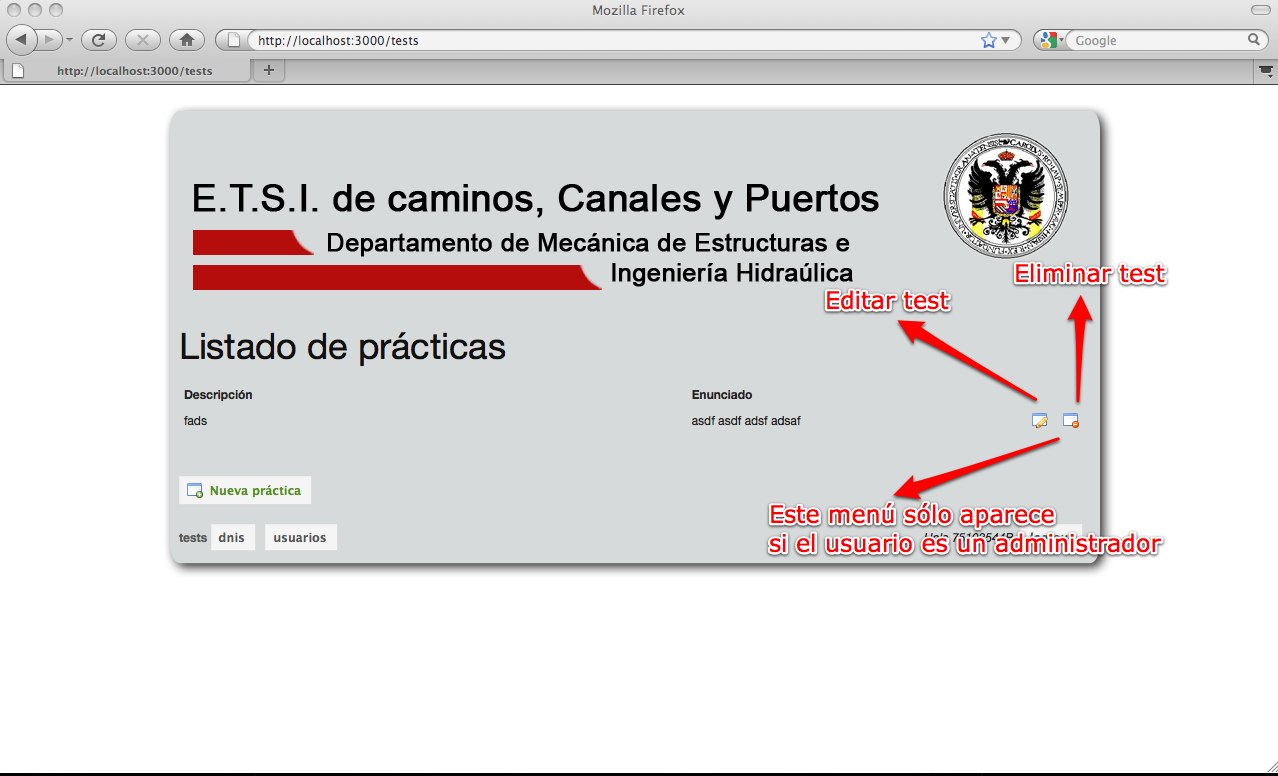 Mozilla Firefox
http://localhost:3000/tests
Google
http://localhost:3000/tests
E.T.S.I. de caminos, Canales y Puertos
Departamento de Mecánica de Estructuras e
Ingeniería Hidraúlica
Eliminar test
Editar test
Listado de prácticas
Descripción
Enunciado
fads
asdf asdf adsf adsaf
Nueva práctica
Este menú sólo aparece
si el usuario es un administrador
tests
dnis
usuarios